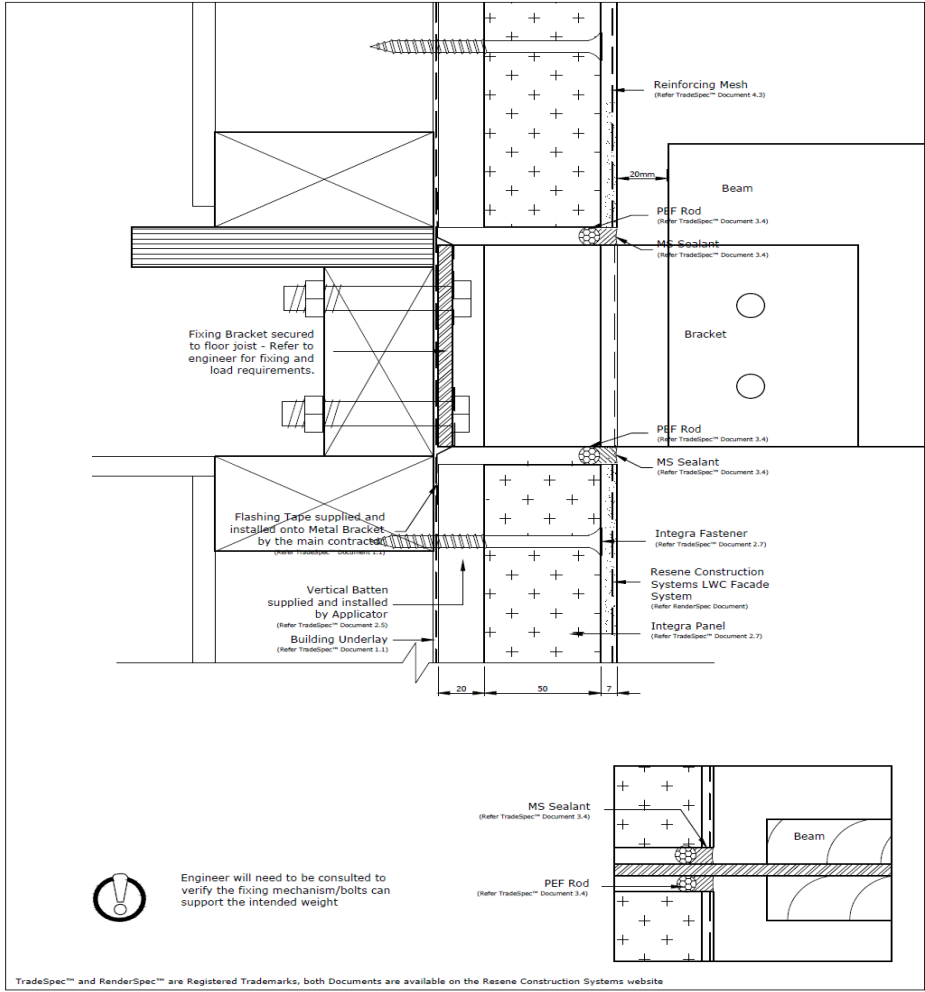 Reinforcing Mesh
(Refer TradeSpec™ Document 4.3)
20mm
Beam
PEF Rod
(Refer TradeSpec™ Document 3.4)
MS Sealant
(Refer TradeSpec™ Document 3.4)
Fixing Bracket secured
to floor joist - Refer to
engineer for fixing and
load requirements.
Bracket
PEF Rod
(Refer TradeSpec™ Document 3.4)
MS Sealant
(Refer TradeSpec™ Document 3.4)
Flashing Tape supplied and
installed onto Metal Bracket
by the main contractor
(Refer TradeSpec™ Document 1.1)
Integra Fastener
(Refer TradeSpec™ Document 2.7)
Resene Construction
Systems LWC Facade
System
(Refer RenderSpec Document)
Vertical Batten
supplied and installed
by Applicator
(Refer TradeSpec™ Document 2.5)
Integra Panel
(Refer TradeSpec™ Document 2.7)
Building Underlay
(Refer TradeSpec™ Document 1.1)
20
50
7
MS Sealant
(Refer TradeSpec™ Document 3.4)
Beam
PEF Rod
(Refer TradeSpec™ Document 3.4)
Engineer will need to be consulted to
verify the fixing mechanism/bolts can
support the intended weight
TradeSpec™ and RenderSpec™ are Registered Trademarks, both Documents are available on the Resene Construction Systems website